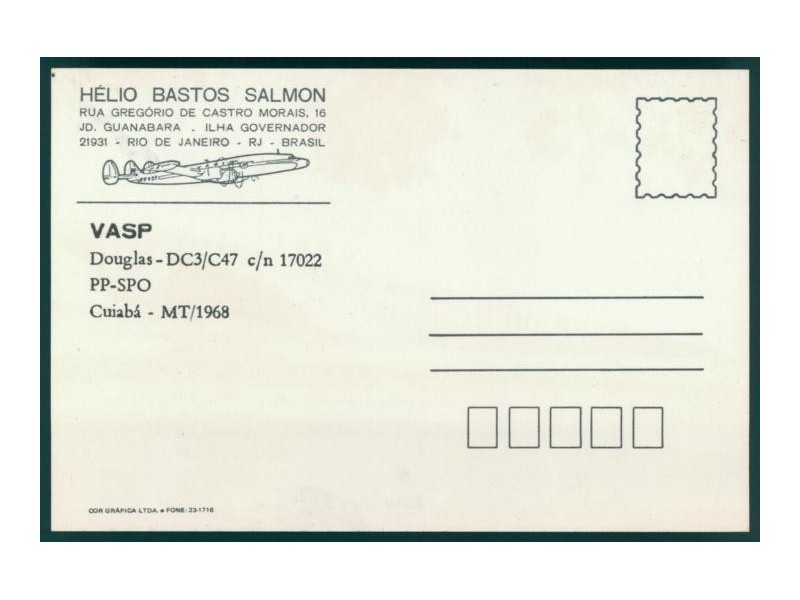 HÉLIO BASTOS SALMON
RUA GREGÓRIO DE CASTRO MORAIS, 16
JD. GUANABARA . ILHA GOVERNADOR
21931 - RIO DE JANEIRO - RJ - BRASIL
VASP
Douglas - DC3/C47 c/n 17022
PP-SPO
Cuiabá - MT/1968
COR GRÁFICA LTDA. • FONE: 23-1716